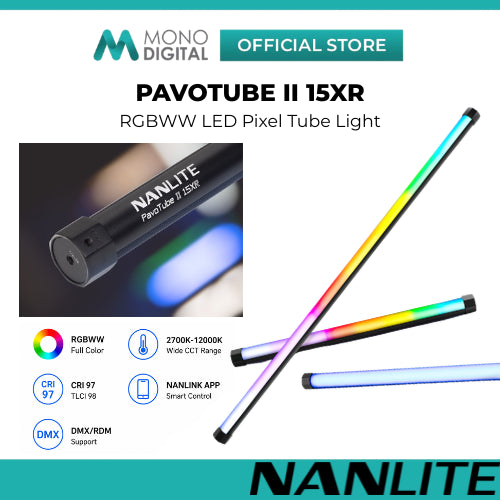 MONO
DIGITAL
OFFICIAL STORE
PAVOTUBE II 15XR
RGBWW LED Pixel Tube Light
NANLITE
PavoTube II 15XR
RGBWW
Full Color
2700K-12000K
Wide CCT Range
CRI
97
CRI 97
TLCI 98
NANLINK APP
Smart Control
DMX
DMX/RDM
Support
NANLITE